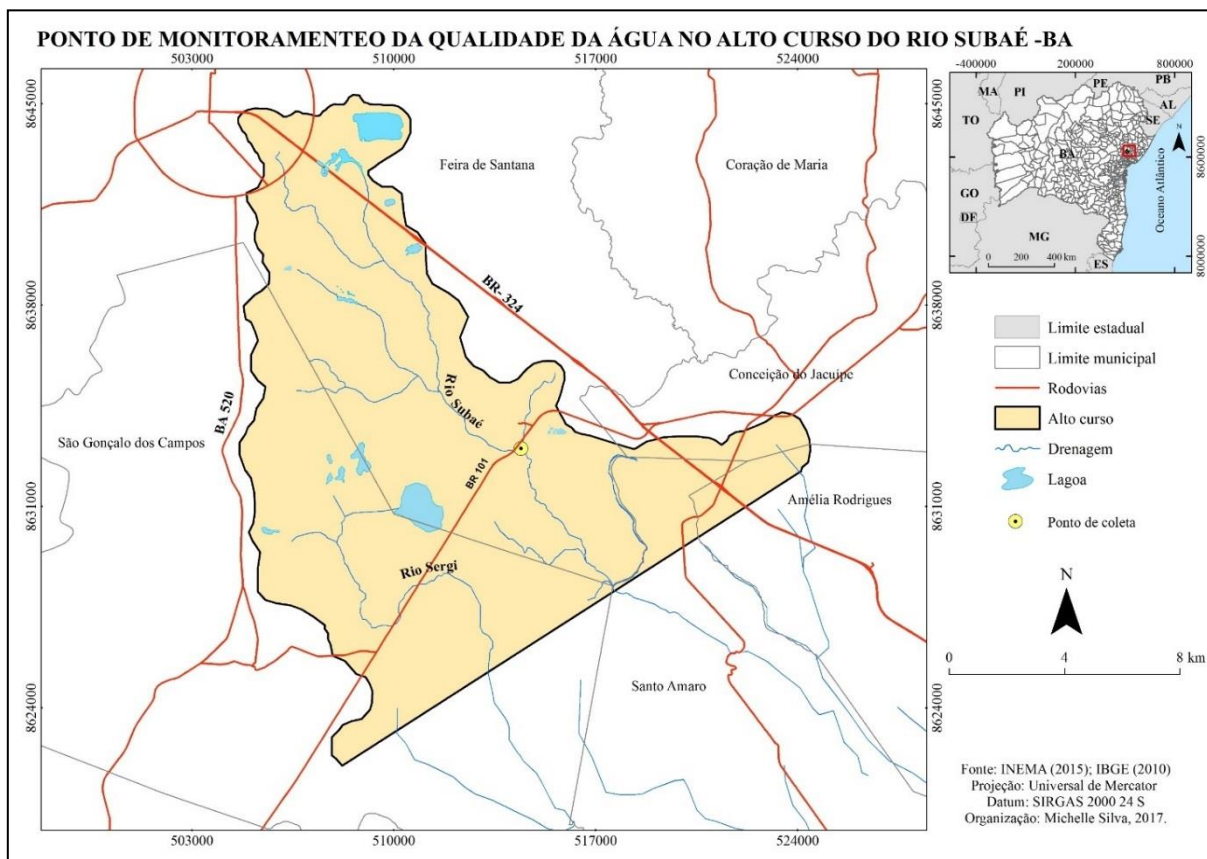 PONTO DE MONITORAMENTEO DA QUALIDADE DA ÁGUA NO ALTO CURSO DO RIO SUBAÉ -BA
503000
510000
517000
524000
8645000
8645000
8638000
8638000
8631000
8631000
8624000
8624000
Feira de Santana
Coração de Maria
BR- 324
BA 520
Conceição do Jacuípe
Rio Subaé
São Gonçalo dos Campos
BR 101
Amélia Rodrigues
Rio Sergi
Santo Amaro
503000
510000
517000
524000
-400000
200000
800000
MA
PI
PE
PB
AL
SE
TO
N
BA
8600000
GO
DF
Oceano Atlântico
MG
0
200
400 km
ES
8000000
Limite estadual
Limite municipal
Rodovias
Alto curso
Drenagem
Lagoa
Ponto de coleta
N
0
4
8 km
Fonte: INEMA (2015); IBGE (2010)
Projeção: Universal de Mercator
Datum: SIRGAS 2000 24 S
Organização: Michelle Silva, 2017.